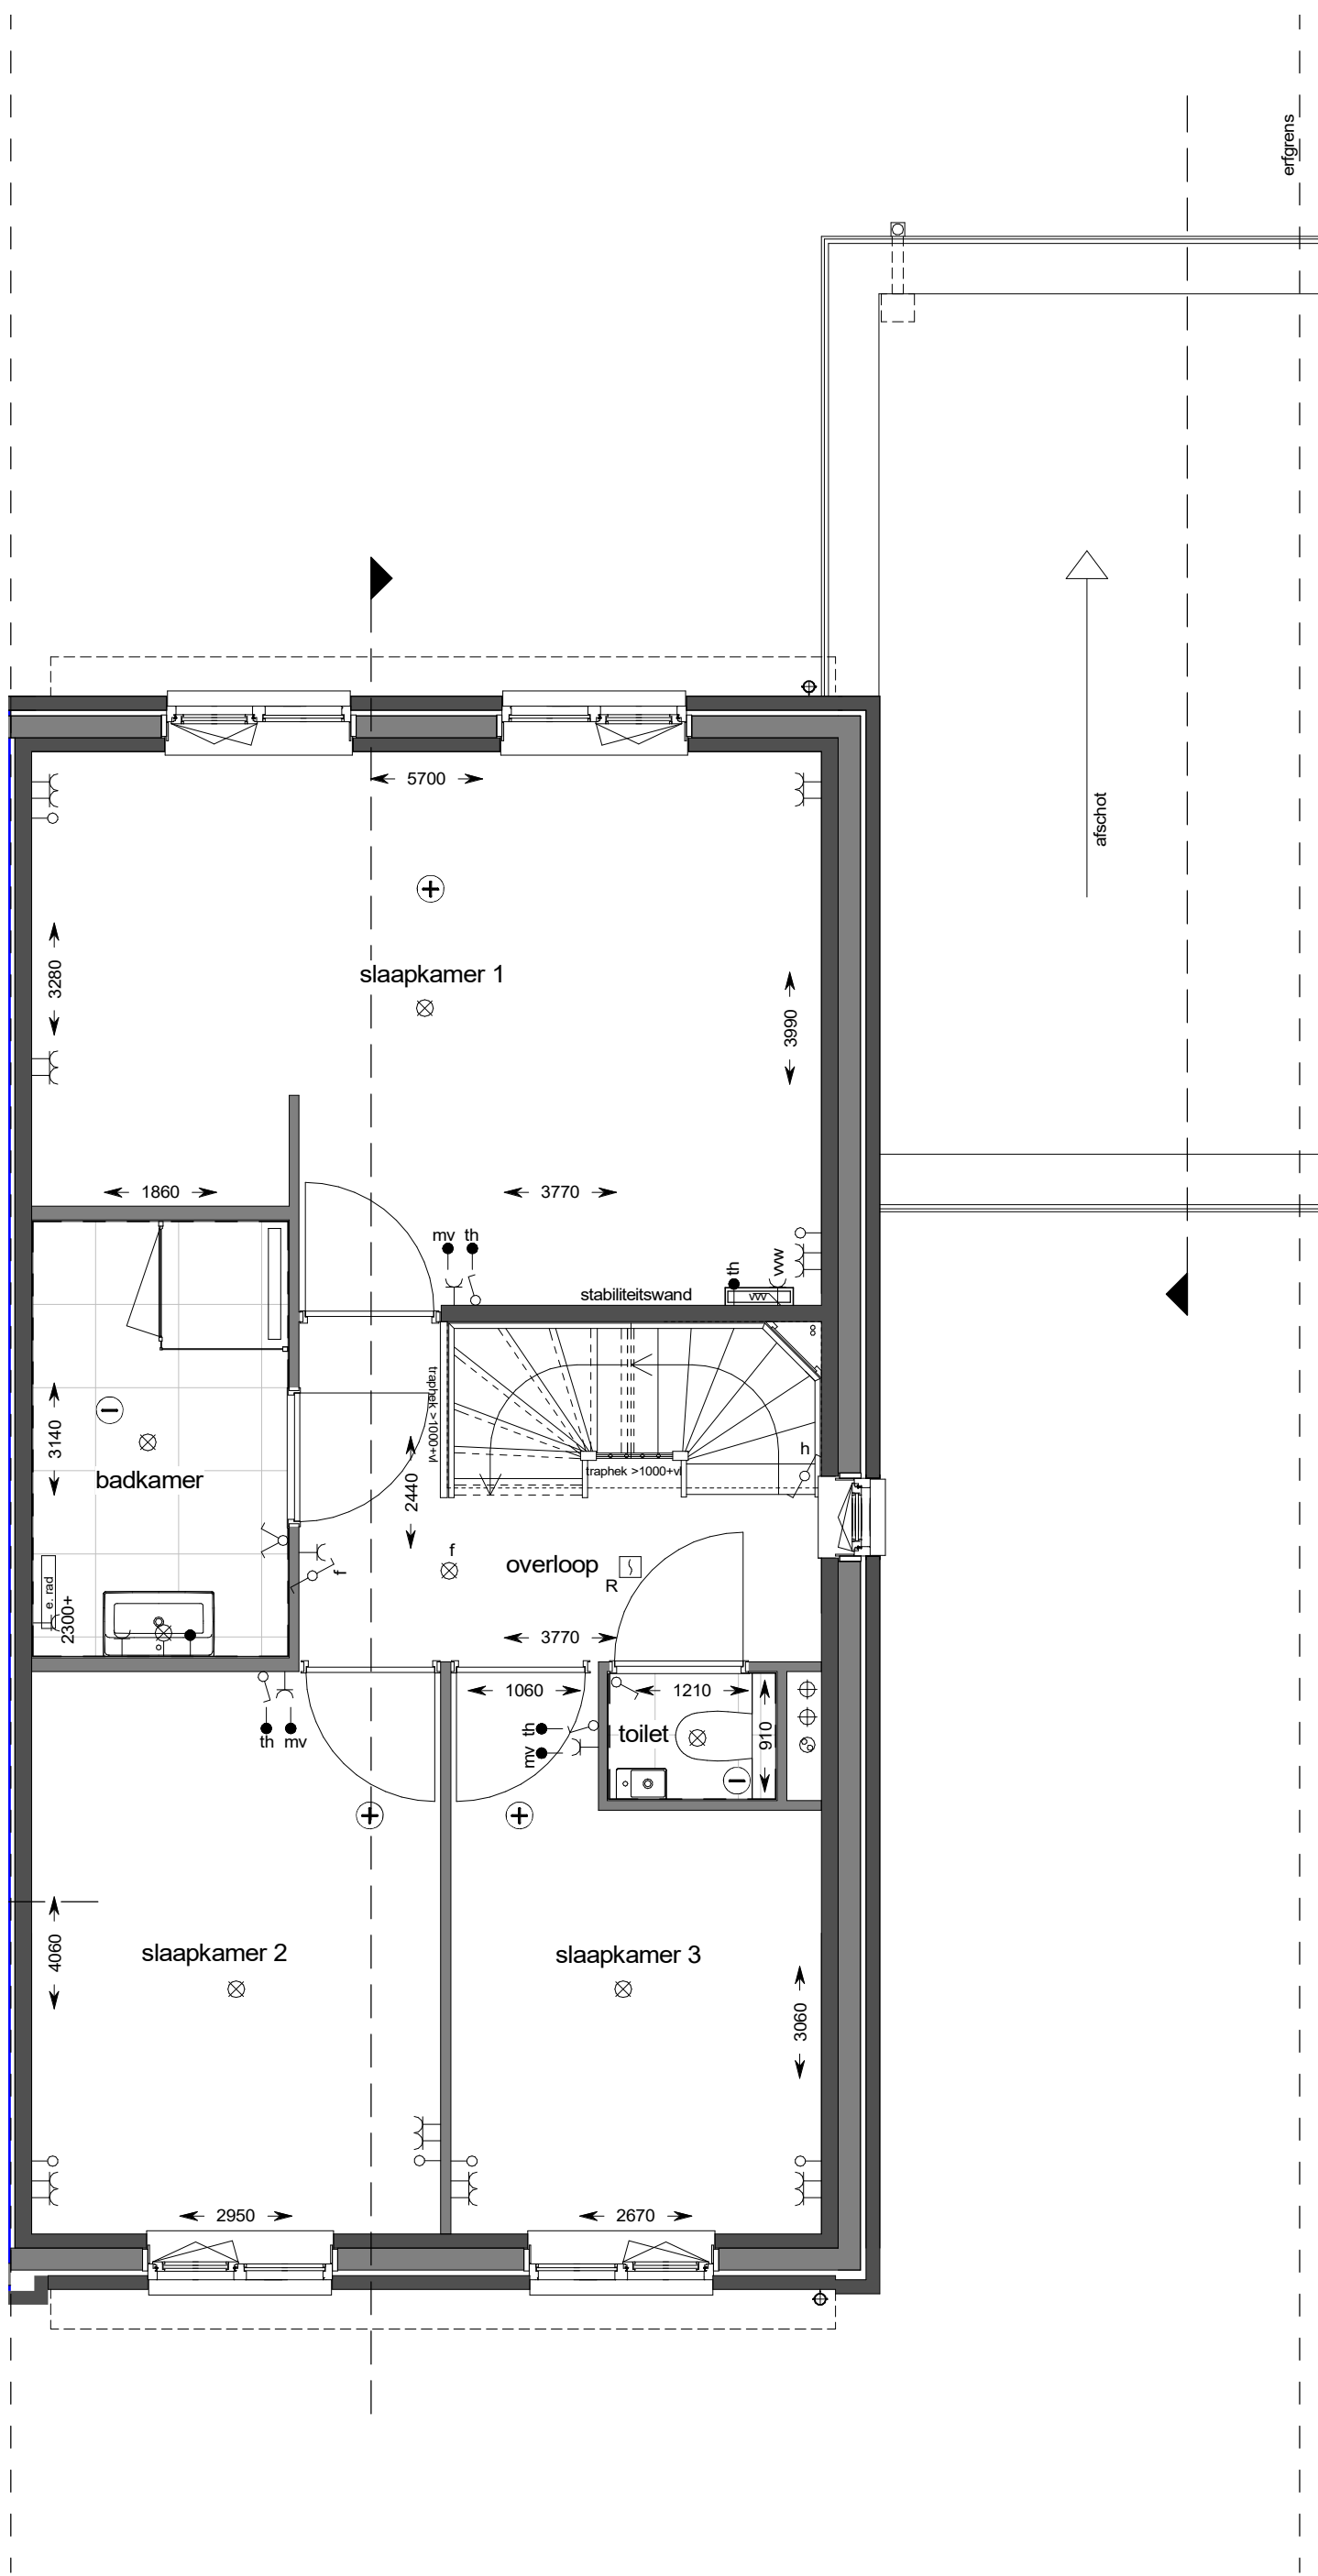 erfgrens
5700
afschot
slaapkamer 1
3280
3990
1860
3770
mv
th
th
vw
stabiliteitswand
vw
traphek >1000+vl
3140
badkamer
2440
traphek >1000+vl
h
f
f
overloop
R
e. rad
2300+
3770
1060
1210
910
th
mv
th
mv
toilet
4060
slaapkamer 2
slaapkamer 3
3060
2950
2670